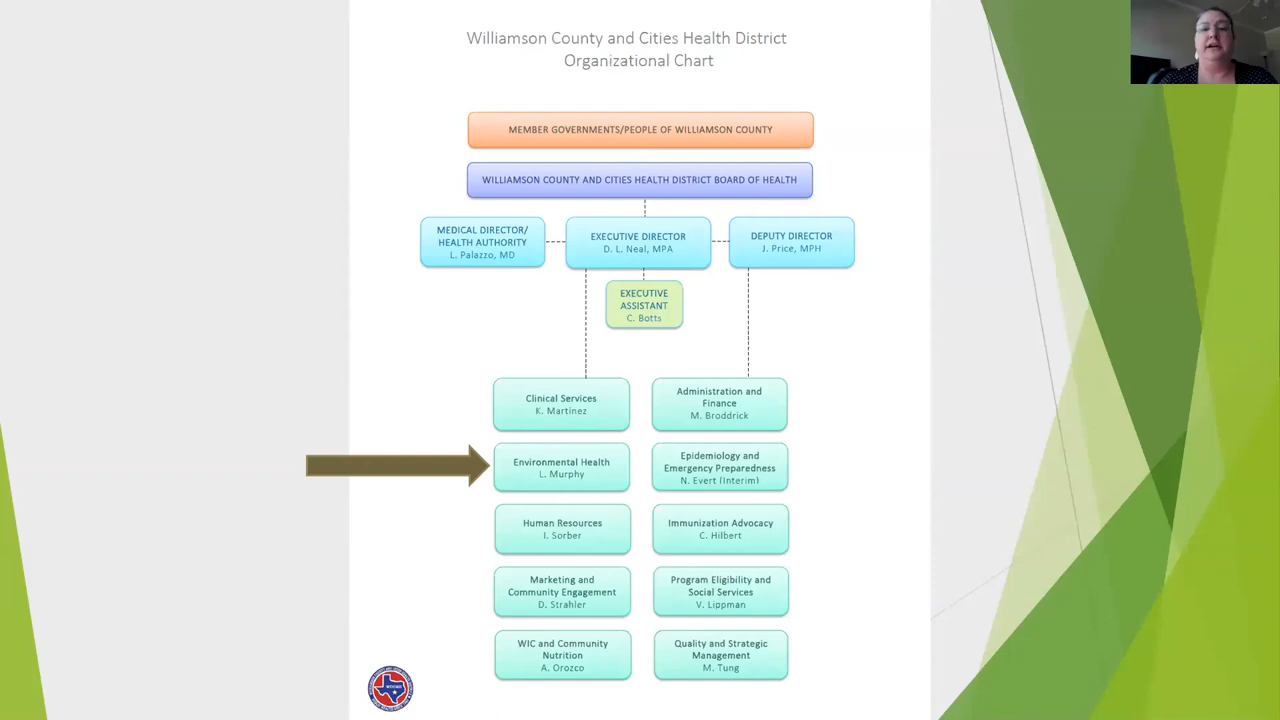 Williamson County and Cities Health District
Organizational Chart
MEMBER GOVERNMENTS/PEOPLE OF WILLIAMSON COUNTY
WILLIAMSON COUNTY AND CITIES HEALTH DISTRICT BOARD OF HEALTH
MEDICAL DIRECTOR/
HEALTH AUTHORITY
L. Palazzo, MD
EXECUTIVE DIRECTOR
D. L. Neal, MPA
DEPUTY DIRECTOR
J. Price, MPH
EXECUTIVE
ASSISTANT
C. Botts
Clinical Services
K. Martinez
Administration and
Finance
M. Broddrick
Environmental Health
L. Murphy
Epidemiology and
Emergency Preparedness
N. Evert (Interim)
Human Resources
I. Sorber
Immunization Advocacy
C. Hilbert
Marketing and
Community Engagement
D. Strahler
Program Eligibility and
Social Services
V. Lippman
WIC and Community
Nutrition
A. Orozco
Quality and Strategic
Management
M. Tung